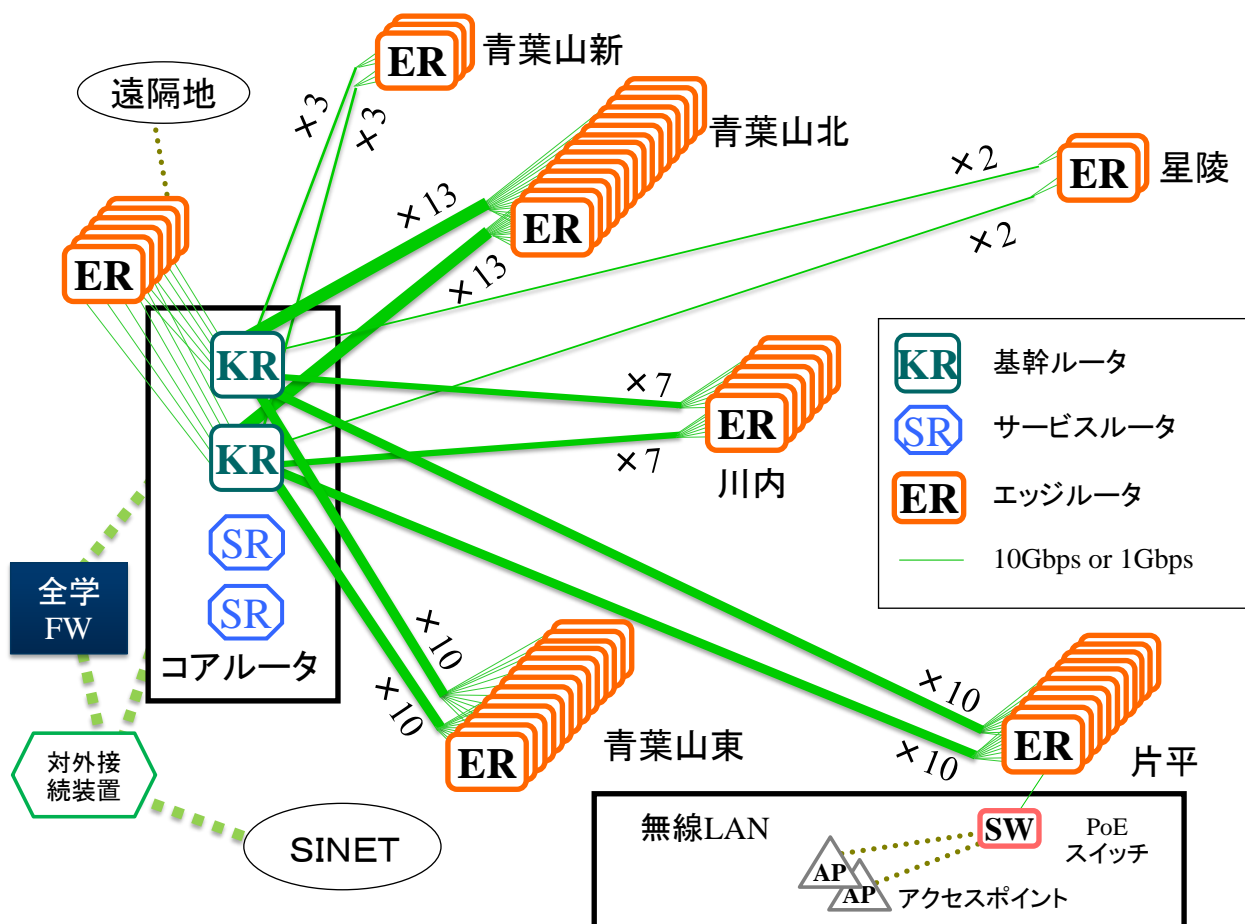 ER
青葉山新
遠隔地
×3
×3
青葉山北
ER
×13
×13
×2
ER
星陵
×2
ER
KR
KR
×7
ER
×7
川内
KR
基幹ルータ
SR
サービスルータ
ER
エッジルータ
10Gbps or 1Gbps
SR
SR
コアルータ
全学
FW
×10
×10
ER
青葉山東
×10
×10
ER
片平
対外接
続装置
SINET
無線LAN
SW
PoE
スイッチ
AP
AP
アクセスポイント